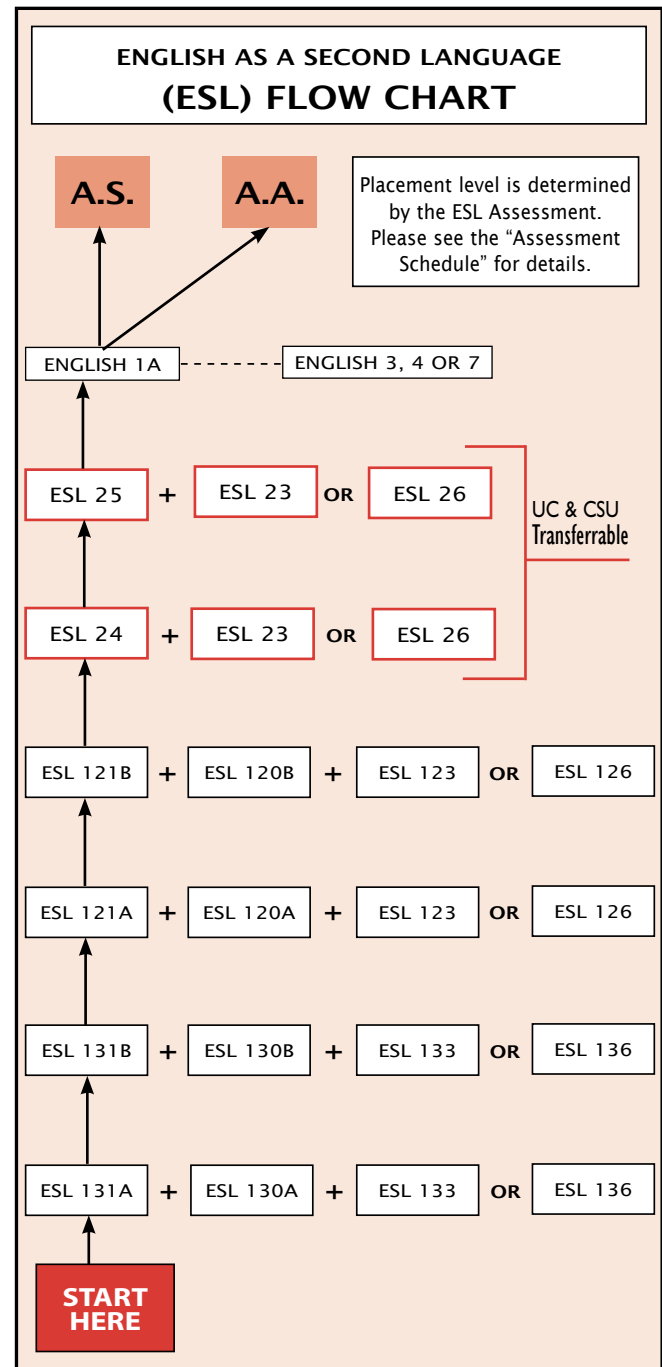 ENGLISH AS A SECOND LANGUAGE
(ESL) FLOW CHART
A.S.
A.A.
Placement level is determined
by the ESL Assessment.
Please see the “Assessment
Schedule” for details.
ENGLISH 1A
ENGLISH 3, 4 OR 7
ESL 25 + ESL 23 OR ESL 26
UC & CSU
Transferrable
ESL 24 + ESL 23 OR ESL 26
ESL 121B + ESL 120B + ESL 123 OR ESL 126
ESL 121A + ESL 120A + ESL 123 OR ESL 126
ESL 131B + ESL 130B + ESL 133 OR ESL 136
ESL 131A + ESL 130A + ESL 133 OR ESL 136
START
HERE